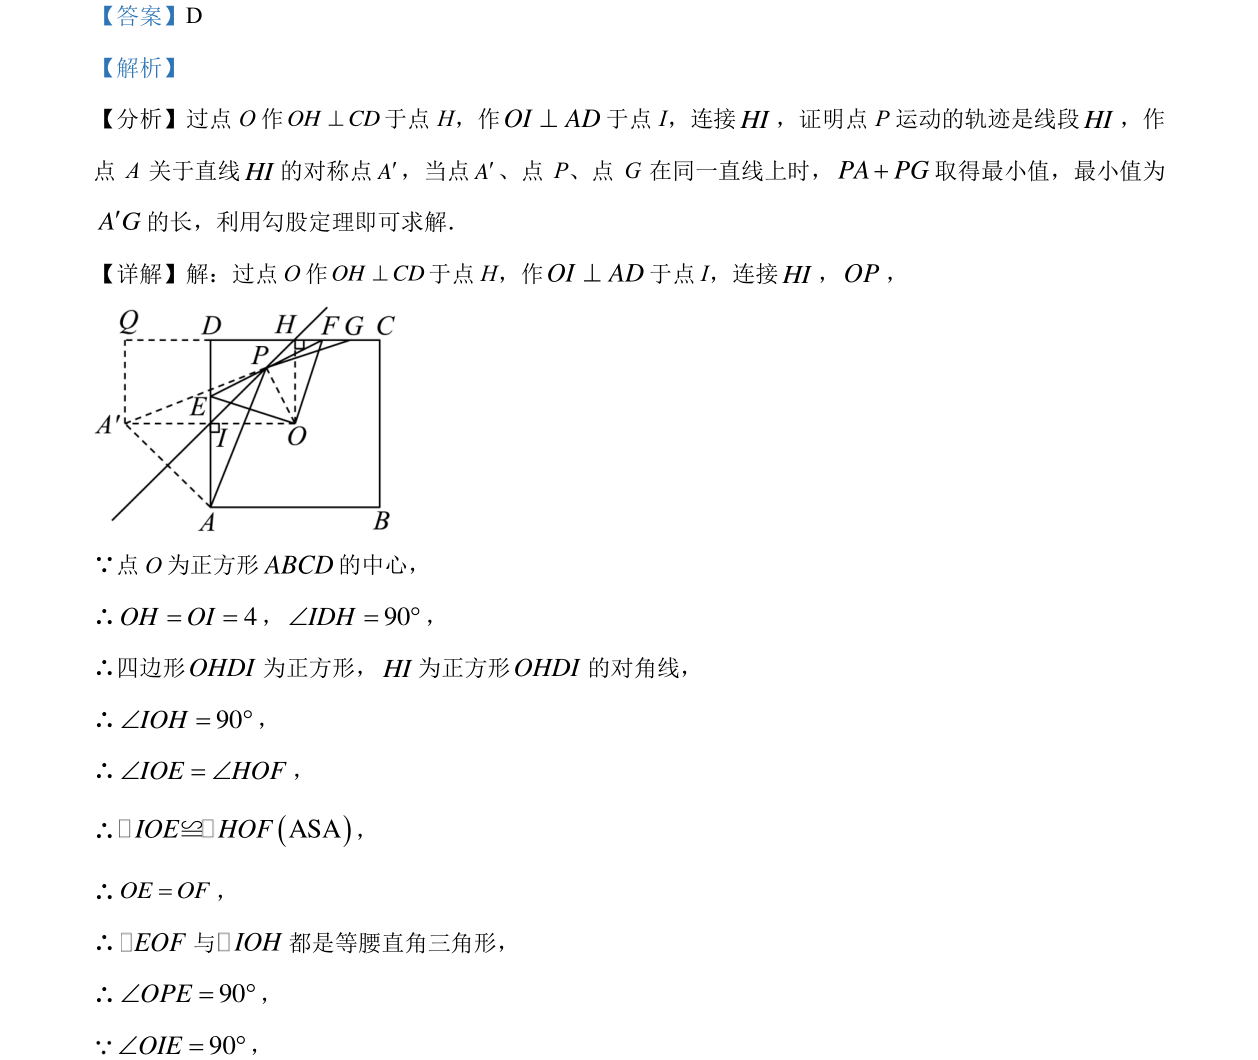 【答案】D
【解析】
【分析】过点 O 作 OH ⊥ CD 于点 H，作 OI ⊥ AD 于点 I，连接 HI ，证明点 P 运动的轨迹是线段 HI ，作
点 A 关于直线 HI 的对称点 A′，当点 A′、点 P、点 G 在同一直线上时， PA + PG 取得最小值，最小值为
A′G 的长，利用勾股定理即可求解．
【详解】解：过点 O 作 OH ⊥ CD 于点 H，作 OI ⊥ AD 于点 I，连接 HI ， OP ，
Q D H F G C
P
E
A′ I O
A B
∵点 O 为正方形 ABCD 的中心，
∴ OH = OI = 4 ， ∠IDH = 90° ，
∴四边形 OHDI 为正方形， HI 为正方形 OHDI 的对角线，
∴ ∠IOH = 90° ，
∴ ∠IOE = ∠HOF ，
∴ □IOE≌□HOF (ASA) ，
∴ OE = OF ，
∴ □EOF 与 □IOH 都是等腰直角三角形，
∴ ∠OPE = 90° ，
∵ ∠OIE = 90° ，